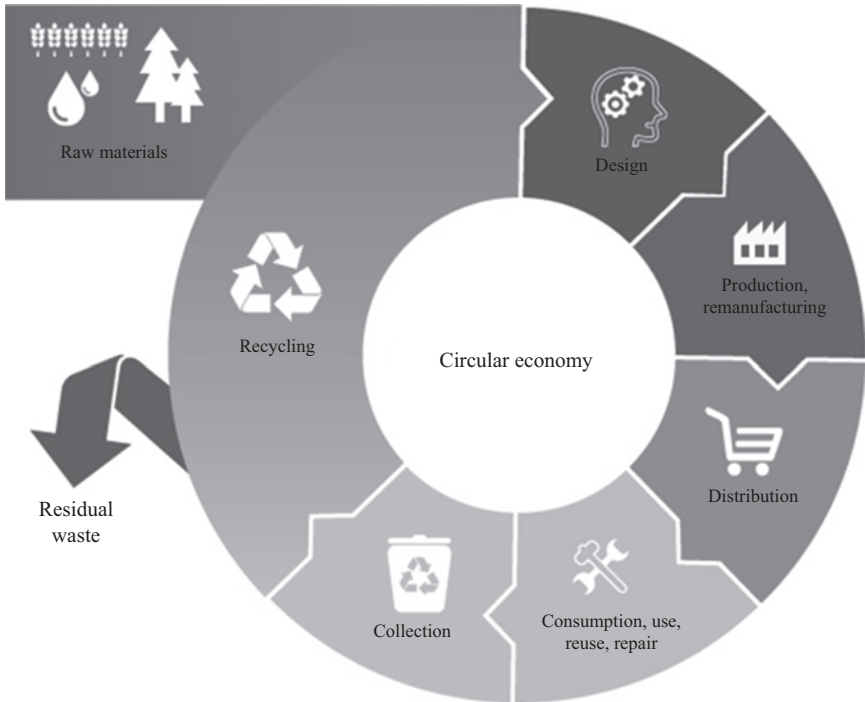 Raw materials
Design
Production,
remanufacturing
Recycling
Circular economy
Distribution
Residual
waste
Collection
Consumption, use,
reuse, repair